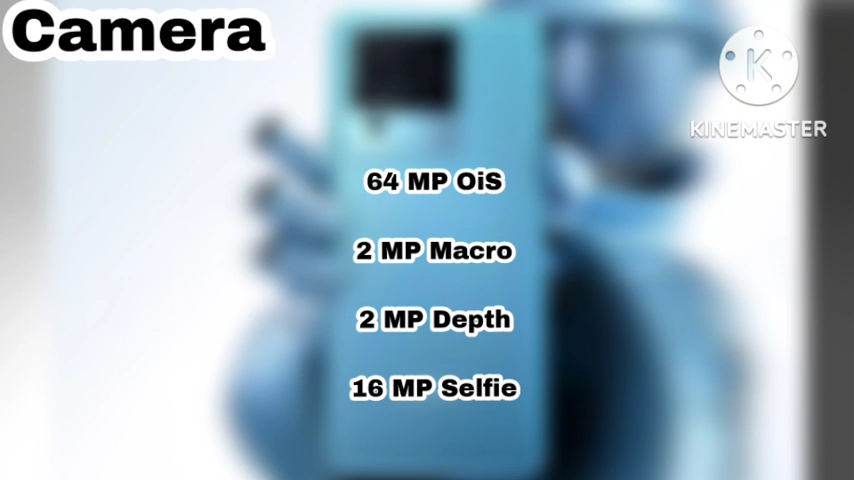 Camera
KINEMASTER
64 MP OiS
2 MP Macro
2 MP Depth
16 MP Selfie